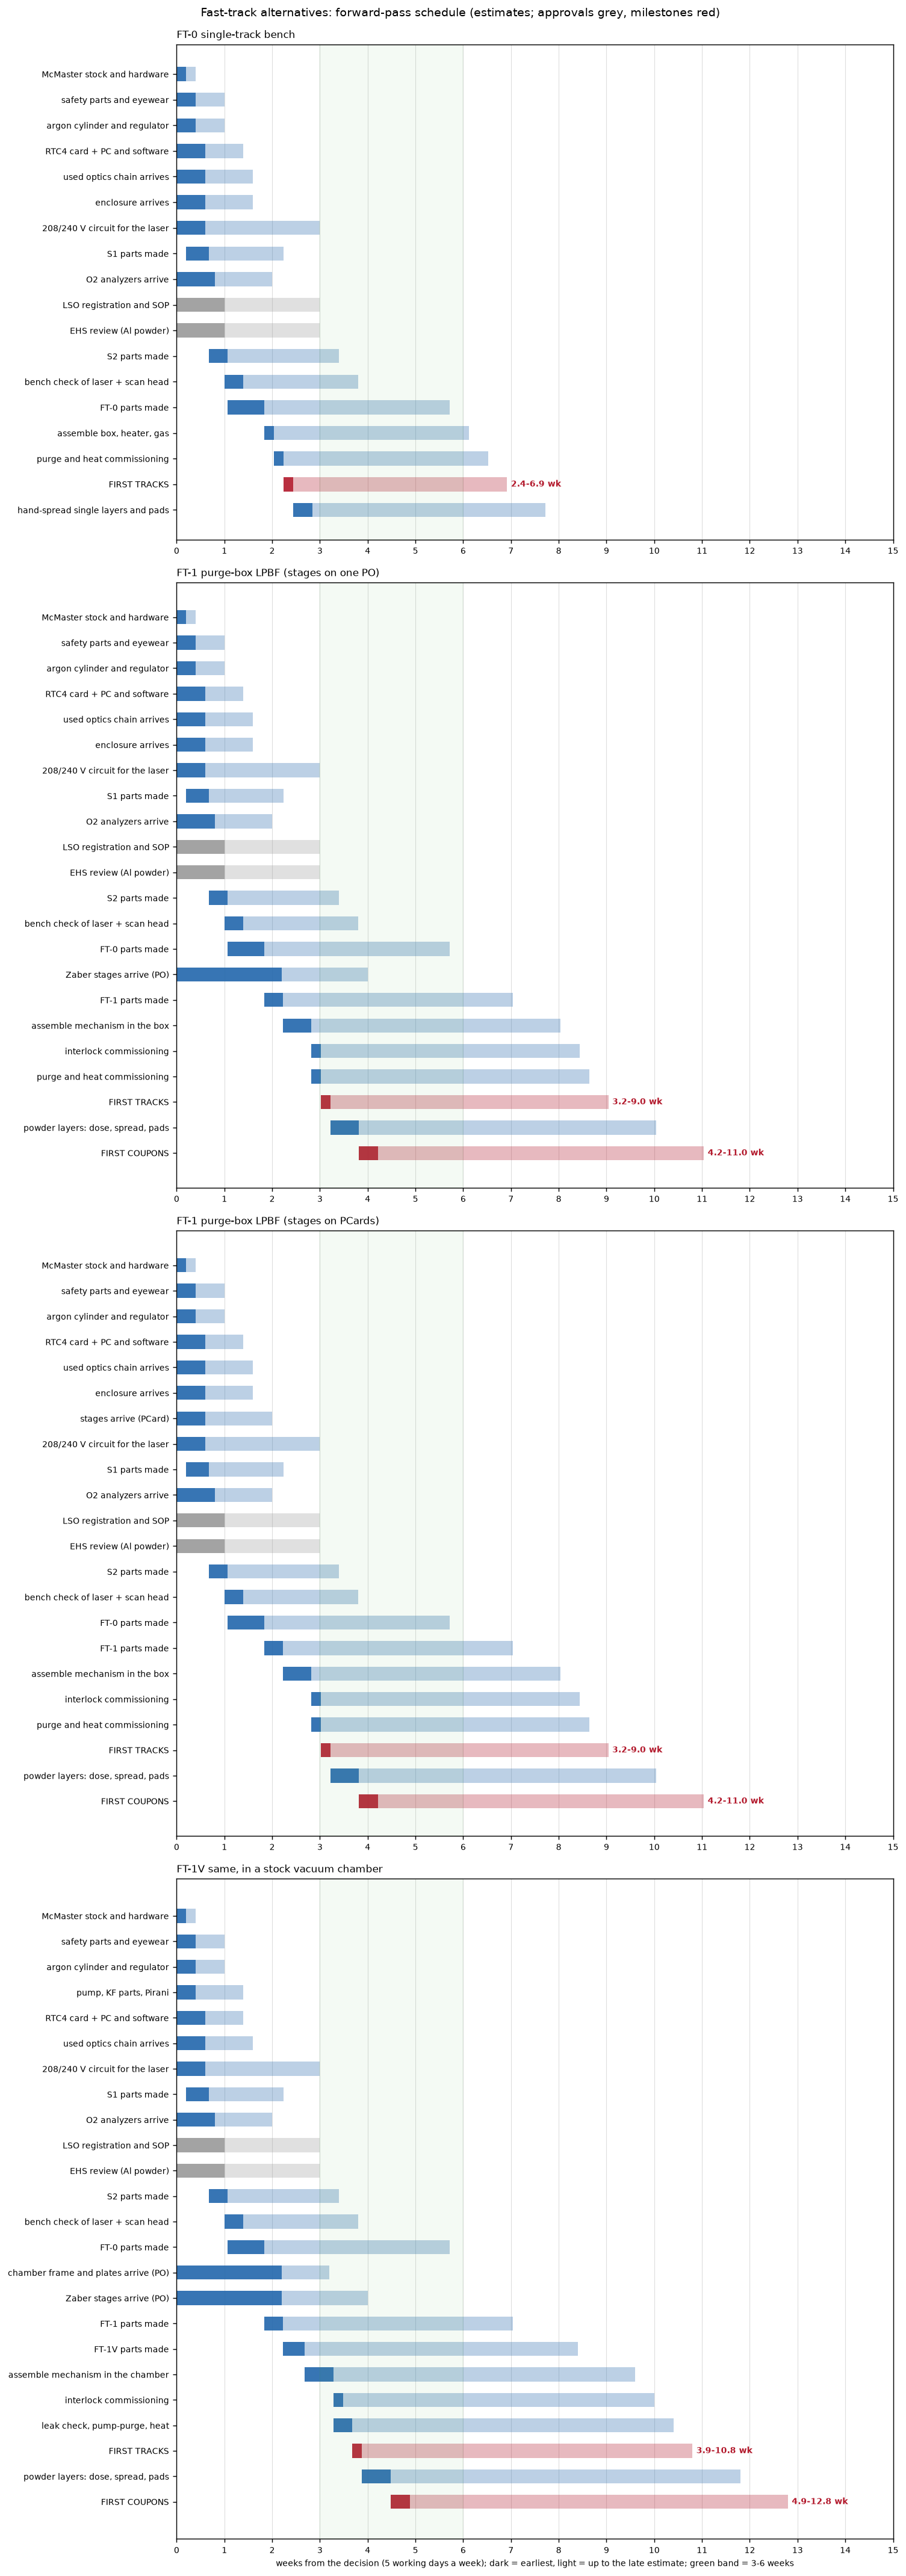 Fast-track alternatives: forward-pass schedule (estimates; approvals grey, milestones red)
FT-0 single-track bench
McMaster stock and hardware
safety parts and eyewear
argon cylinder and regulator
RTC4 card + PC and software
used optics chain arrives
enclosure arrives
208/240 V circuit for the laser
S1 parts made
O2 analyzers arrive
LSO registration and SOP
EHS review (Al powder)
S2 parts made
bench check of laser + scan head
FT-0 parts made
assemble box, heater, gas
purge and heat commissioning
FIRST TRACKS 2.4-6.9 wk
hand-spread single layers and pads
0 1 2 3 4 5 6 7 8 9 10 11 12 13 14 15
FT-1 purge-box LPBF (stages on one PO)
McMaster stock and hardware
safety parts and eyewear
argon cylinder and regulator
RTC4 card + PC and software
used optics chain arrives
enclosure arrives
208/240 V circuit for the laser
S1 parts made
O2 analyzers arrive
LSO registration and SOP
EHS review (Al powder)
S2 parts made
bench check of laser + scan head
FT-0 parts made
Zaber stages arrive (PO)
FT-1 parts made
assemble mechanism in the box
interlock commissioning
purge and heat commissioning
FIRST TRACKS 3.2-9.0 wk
powder layers: dose, spread, pads
FIRST COUPONS 4.2-11.0 wk
0 1 2 3 4 5 6 7 8 9 10 11 12 13 14 15
FT-1 purge-box LPBF (stages on PCards)
McMaster stock and hardware
safety parts and eyewear
argon cylinder and regulator
RTC4 card + PC and software
used optics chain arrives
enclosure arrives
stages arrive (PCard)
208/240 V circuit for the laser
S1 parts made
O2 analyzers arrive
LSO registration and SOP
EHS review (Al powder)
S2 parts made
bench check of laser + scan head
FT-0 parts made
FT-1 parts made
assemble mechanism in the box
interlock commissioning
purge and heat commissioning
FIRST TRACKS 3.2-9.0 wk
powder layers: dose, spread, pads
FIRST COUPONS 4.2-11.0 wk
0 1 2 3 4 5 6 7 8 9 10 11 12 13 14 15
FT-1V same, in a stock vacuum chamber
McMaster stock and hardware
safety parts and eyewear
argon cylinder and regulator
pump, KF parts, Pirani
RTC4 card + PC and software
used optics chain arrives
208/240 V circuit for the laser
S1 parts made
O2 analyzers arrive
LSO registration and SOP
EHS review (Al powder)
S2 parts made
bench check of laser + scan head
FT-0 parts made
chamber frame and plates arrive (PO)
Zaber stages arrive (PO)
FT-1 parts made
FT-1V parts made
assemble mechanism in the chamber
interlock commissioning
leak check, pump-purge, heat
FIRST TRACKS 3.9-10.8 wk
powder layers: dose, spread, pads
FIRST COUPONS 4.9-12.8 wk
0 1 2 3 4 5 6 7 8 9 10 11 12 13 14 15
weeks from the decision (5 working days a week); dark = earliest, light = up to the late estimate; green band = 3-6 weeks